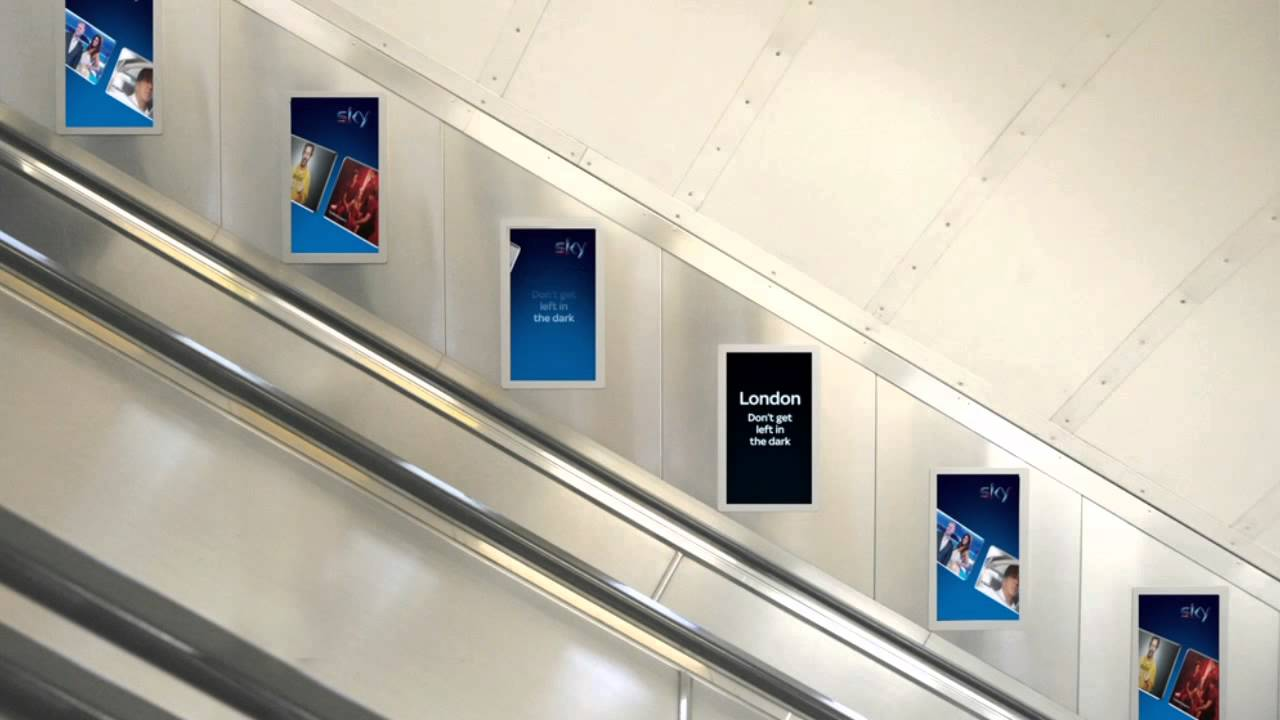 sky
sky
Don't get
left in
the dark
London
Don't get
left in
the dark
sky
sky